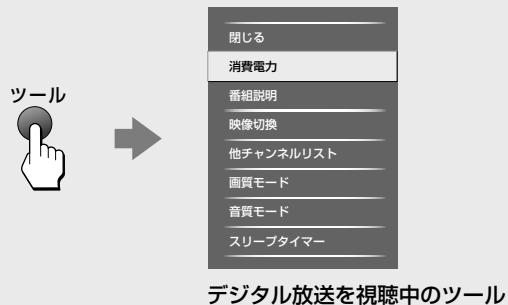 ツール
閉じる
消費電力
番組説明
映像切換
他チャンネルリスト
画質モード
音質モード
スリープタイマー
デジタル放送を視聴中のツール